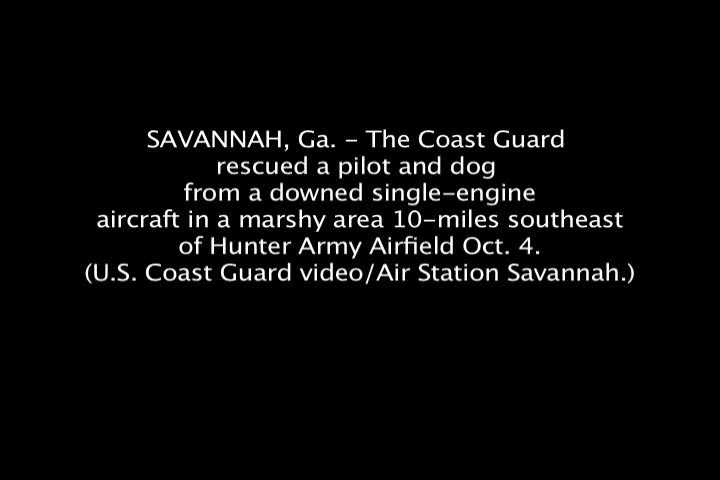 SAVANNAH, Ga. – The Coast Guard
rescued a pilot and dog
from a downed single–engine
aircraft in a marshy area 10–miles southeast
of Hunter Army Airfield Oct. 4.
(U.S. Coast Guard video/Air Station Savannah.)